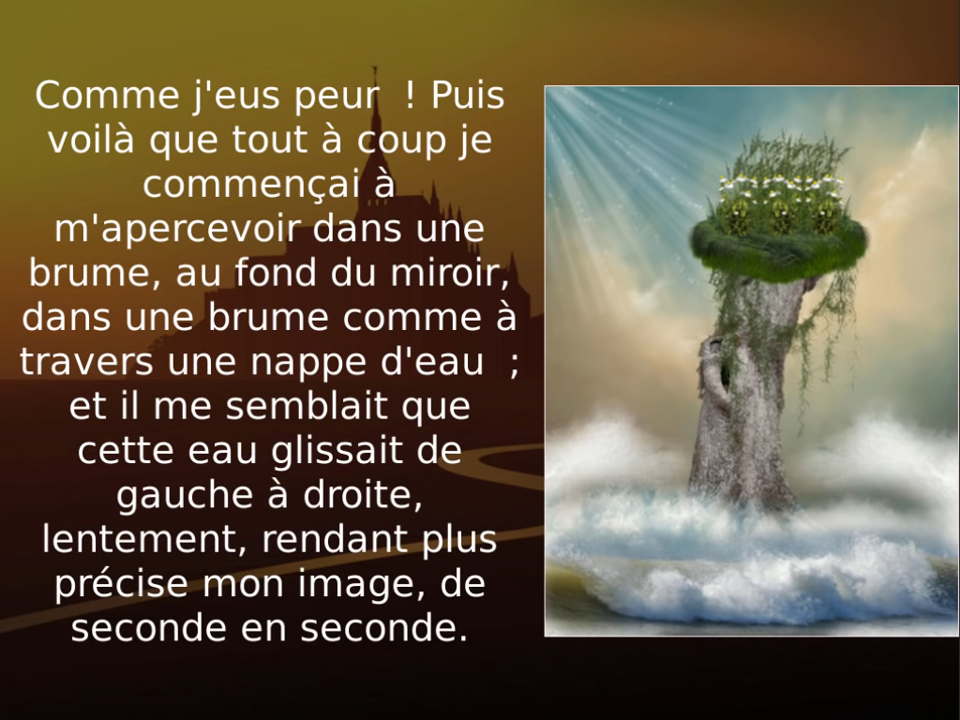 Comme j'eus peur  ! Puis
voilà que tout à coup je
commençai à
m'apercevoir dans une
brume, au fond du miroir,
dans une brume comme à
travers une nappe d'eau  ;
et il me semblait que
cette eau glissait de
gauche à droite,
lentement, rendant plus
précise mon image, de
seconde en seconde.